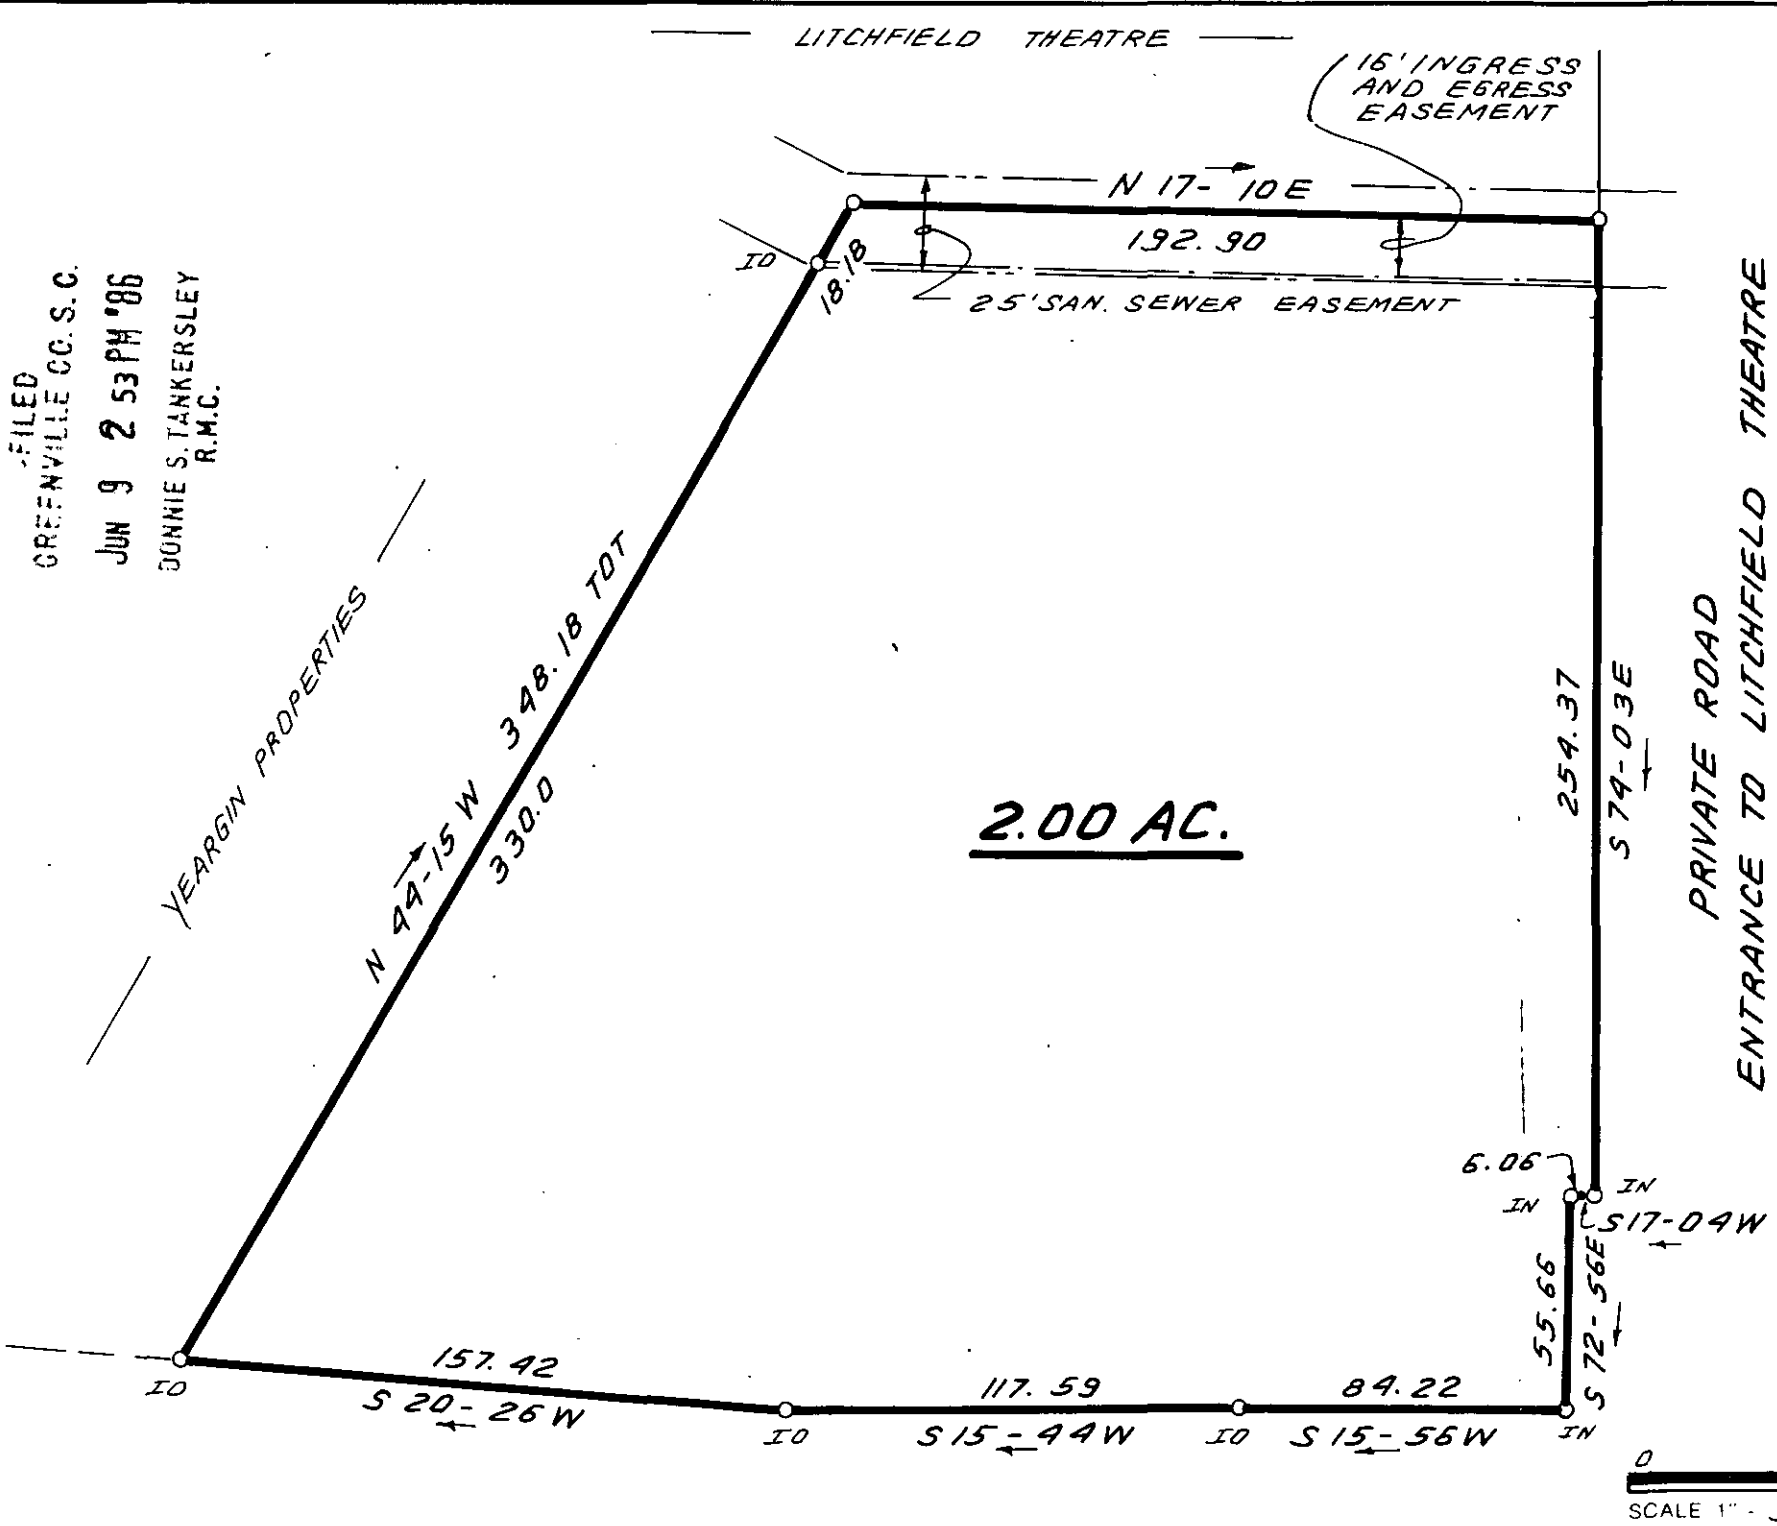 LITCHFIELD THEATRE
16' INGRESS
AND EGRESS
EASEMENT
N 17-10E
192.90
IO
18.18
25' SAN. SEWER EASEMENT
FILED
GREENVILLE CO. S. C.
JUN 9 2 53 PM '86
DONNIE S. TANKERSLEY
R.M.C.
YEARGIN PROPERTIES
N 44-15 W 348.18 TOT
330.0
2.00 AC.
254.37
S 74-03E
PRIVATE ROAD
ENTRANCE TO LITCHFIELD THEATRE
6.06
IN
IN
S17-04W
55.66
S 72-56E
157.42
117.59
84.22
IO
S 20-26W
IO
S 15-44W
IO
S 15-56W
IN
0
SCALE 1" -